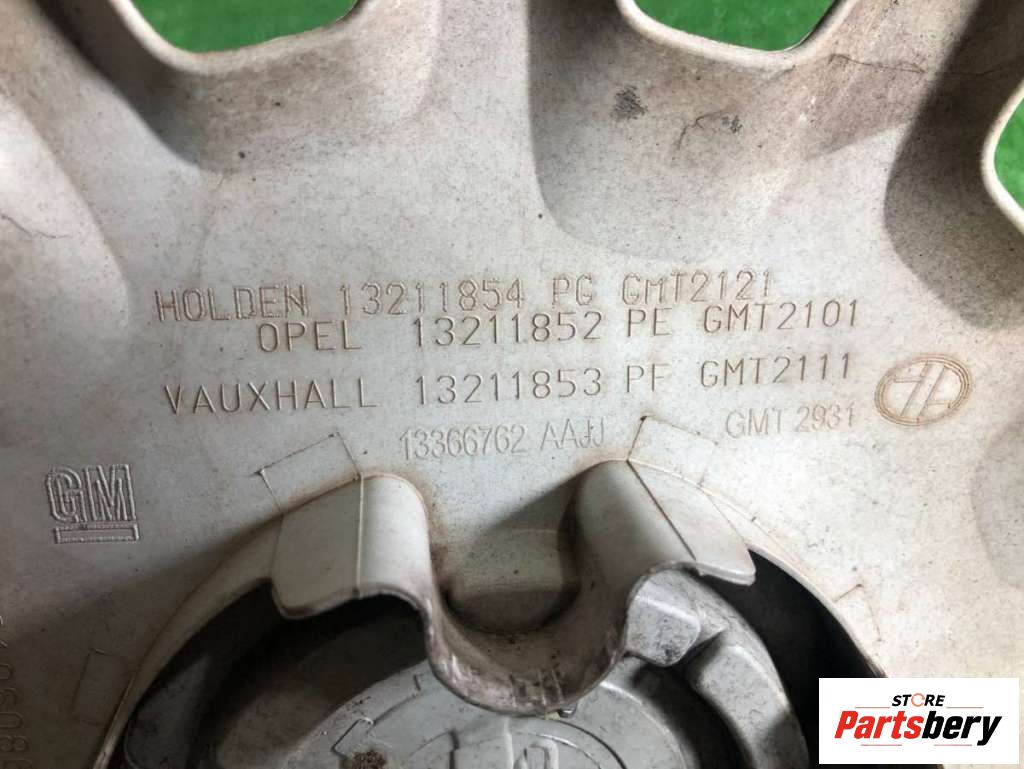 HOLDEN 13211854 PG GMT2121
OPEL 13211852 PE GMT2101
VAUXHALL 13211853 PF GMT2111
13366762 AAJJ GMT 2931
GM
STORE
Partsbery